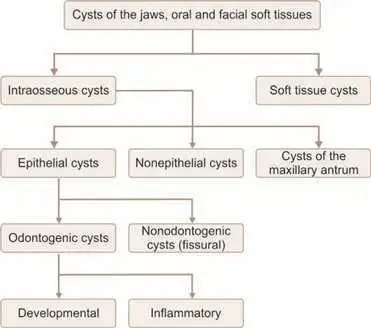 Cysts of the jaws, oral and facial soft tissues
Intraosseous cysts
Soft tissue cysts
Epithelial cysts
Nonepithelial cysts
Cysts of the
maxillary antrum
Odontogenic cysts
Nonodontogenic
cysts (fissural)
Developmental
Inflammatory